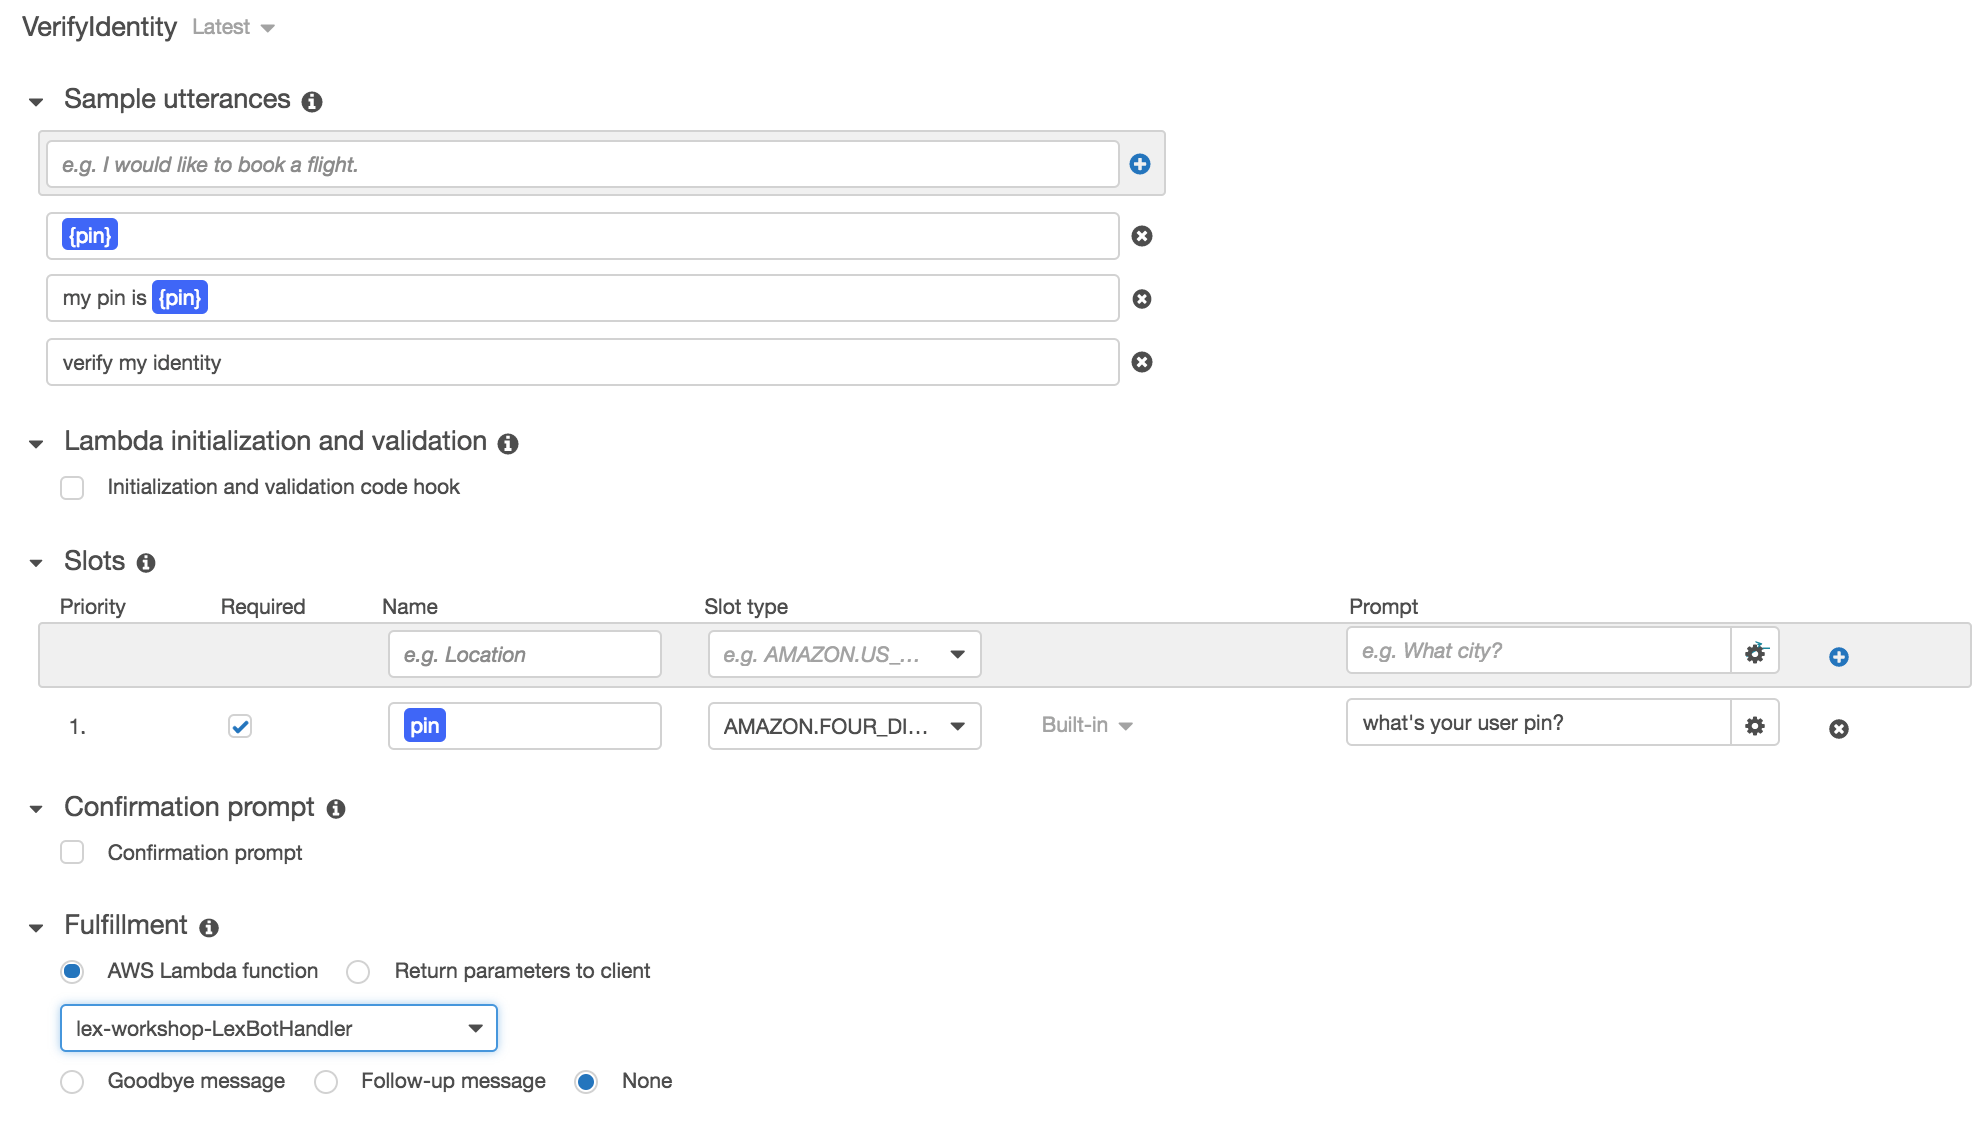 VerifyIdentity Latest
Sample utterances
e.g. I would like to book a flight.
{pin}
my pin is {pin}
verify my identity
Lambda initialization and validation
Initialization and validation code hook
Slots
Priority Required Name Slot type Prompt
e.g. Location e.g. AMAZON.US_... e.g. What city?
1. pin AMAZON.FOUR_DI... Built-in what's your user pin?
Confirmation prompt
Confirmation prompt
Fulfillment
AWS Lambda function Return parameters to client
lex-workshop-LexBotHandler
Goodbye message Follow-up message None